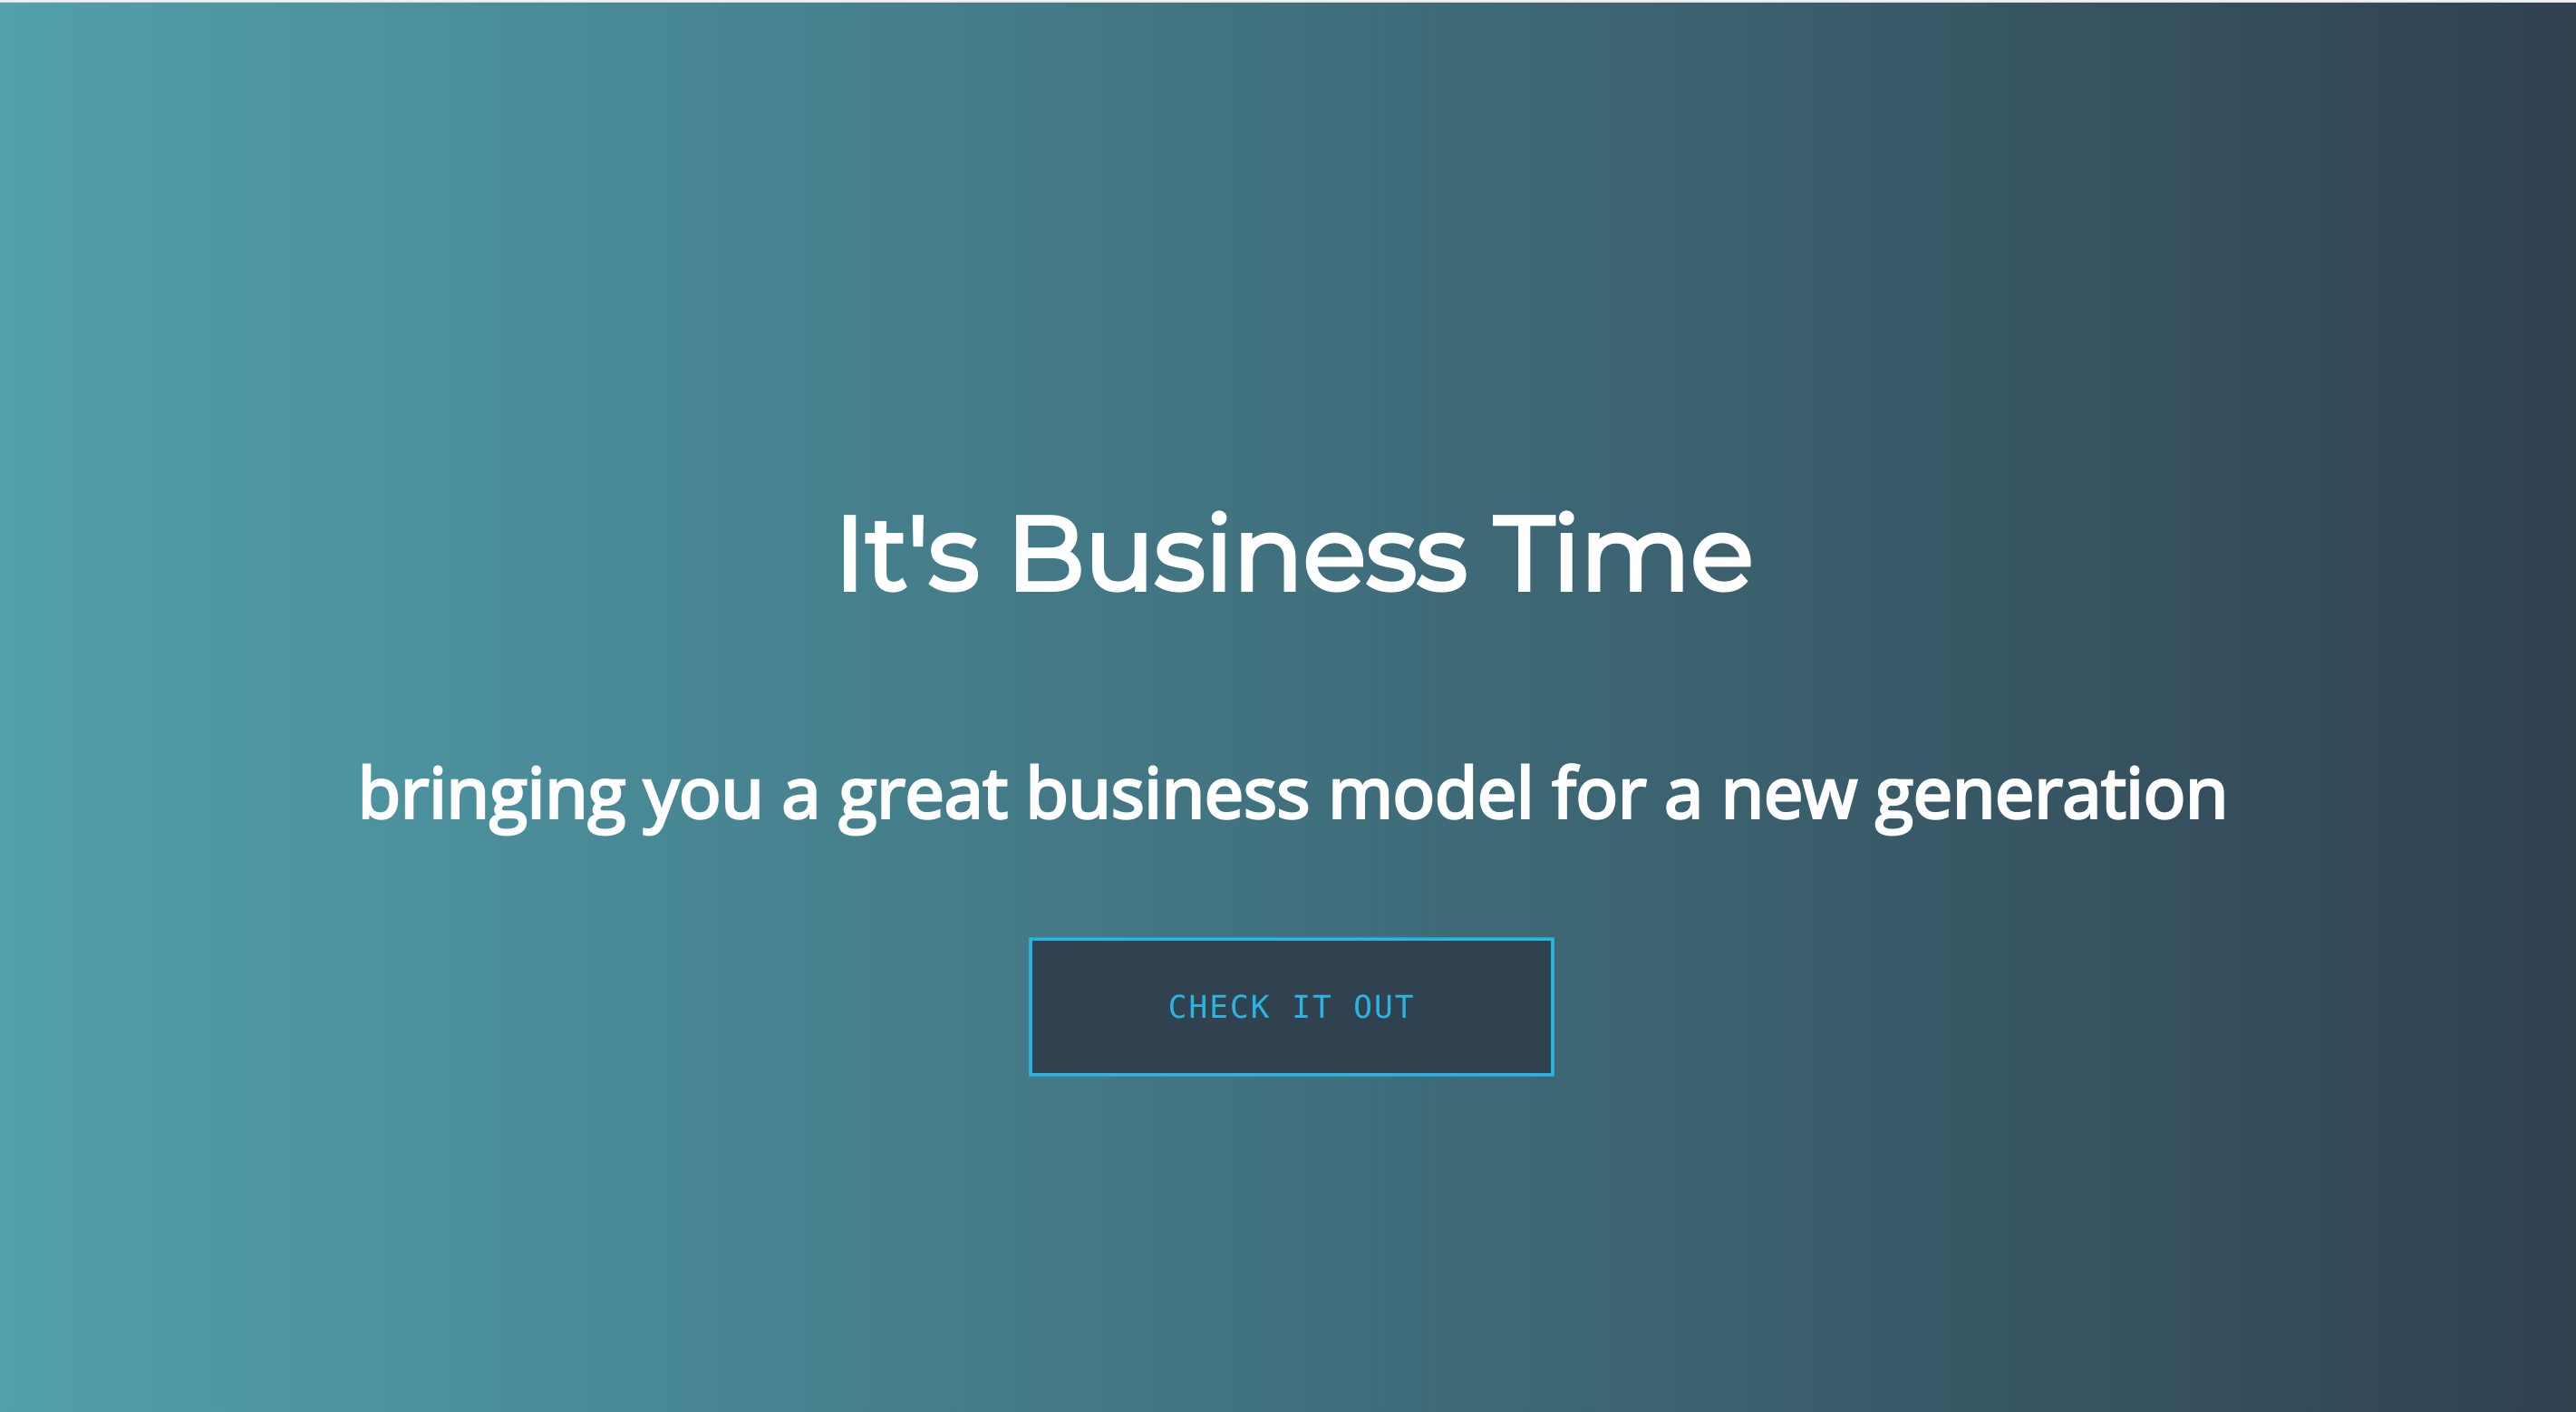 It's Business Time
bringing you a great business model for a new generation
CHECK IT OUT